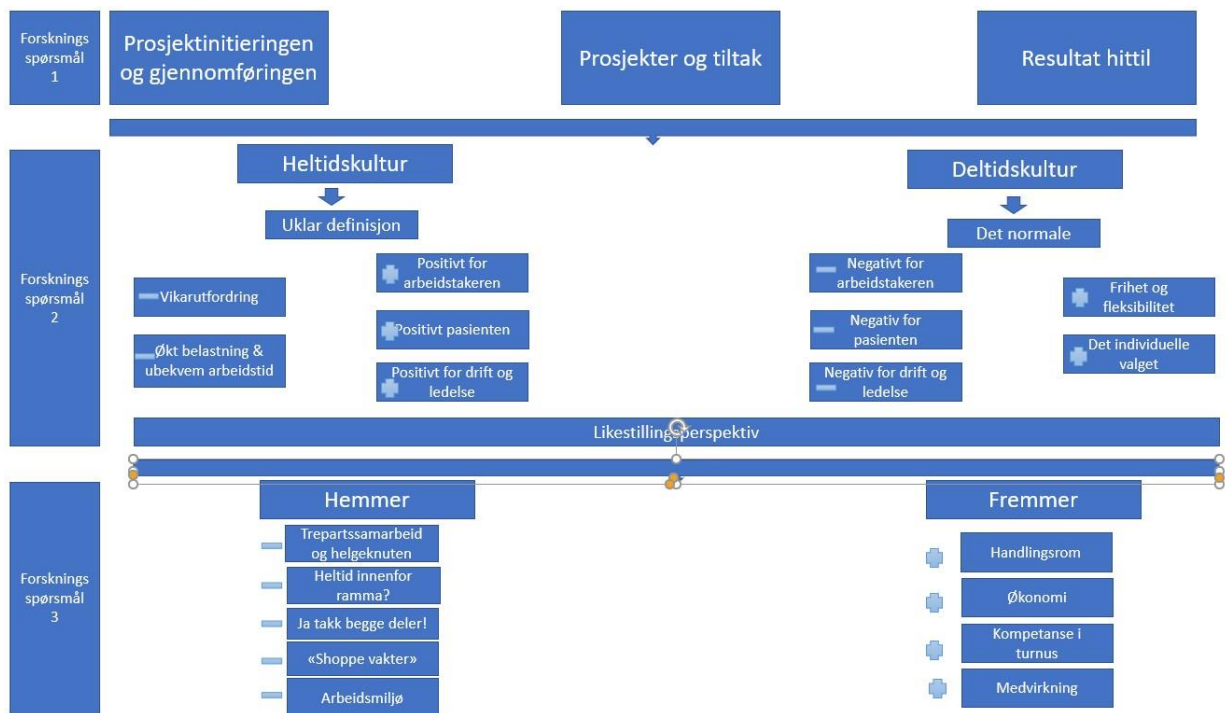 Forsknings
spørsmål
1
Prosjektinitieringen
og gjennomføringen
Prosjekter og tiltak
Resultat hittil
Forsknings
spørsmål
2
Heltidskultur
Uklar definisjon
Vikarutfordring
Økt belastning &
ubekvem arbeidstid
Positivt for
arbeidstakeren
Positivt pasienten
Positivt for drift og
ledelse
Deltidskultur
Det normale
Negativt for
arbeidstakeren
Negativ for
pasienten
Negativ for drift og
ledelse
Frihet og
fleksibilitet
Det individuelle
valget
Likestillingsperspektiv
Forsknings
spørsmål
3
Hemmer
Trepartssamarbeid
og helgeknuten
Heltid innenfor
ramma?
Ja takk begge deler!
«Shoppe vakter»
Arbeidsmiljø
Fremmer
Handlingsrom
Økonomi
Kompetanse i
turnus
Medvirkning